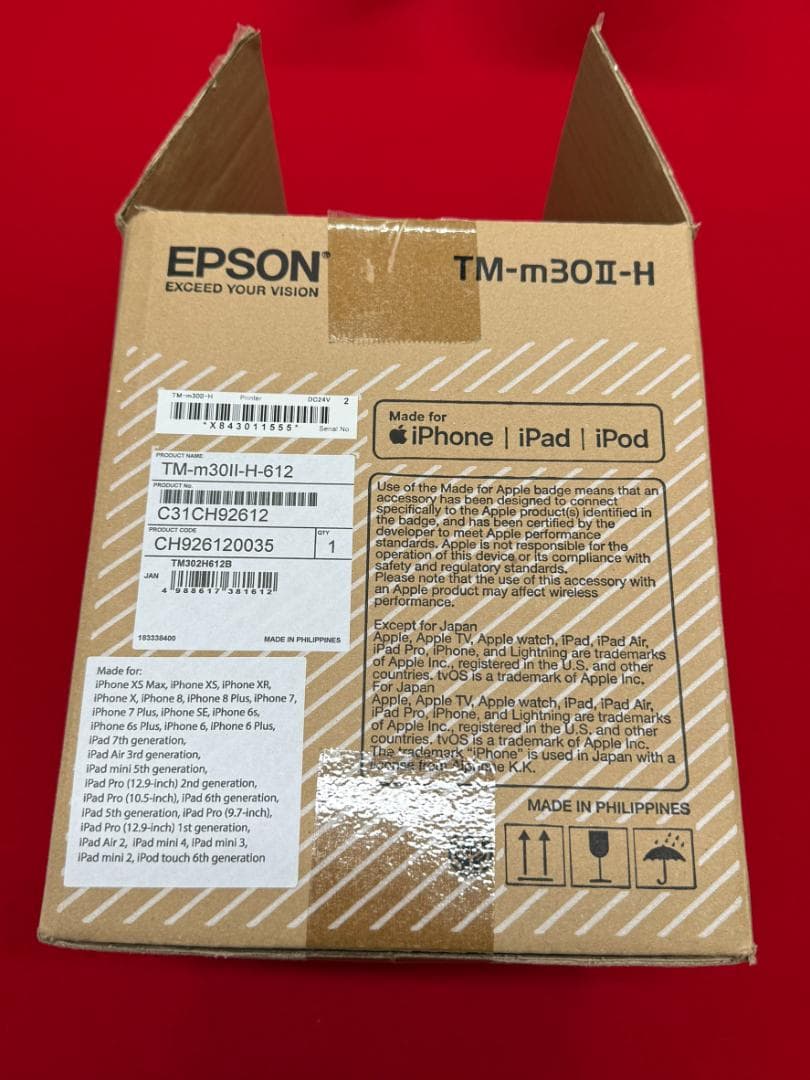 EPSON®
EXCEED YOUR VISION
TM-m30II-H
TM-m30II-H Printer DC24V 2
*X843011555* Serial No
PRODUCT NAME
TM-m30II-H-612
PRODUCT No.
C31CH92612
PRODUCT CODE
CH926120035
QTY
1
TM302H612B
JAN
4 988617 381612
183338400 MADE IN PHILIPPINES
Made for:
iPhone XS Max, iPhone XS, iPhone XR,
iPhone X, iPhone 8, iPhone 8 Plus, iPhone 7,
iPhone 7 Plus, iPhone SE, iPhone 6s,
iPhone 6s Plus, iPhone 6, iPhone 6 Plus,
iPad 7th generation,
iPad Air 3rd generation,
iPad mini 5th generation,
iPad Pro (12.9-inch) 2nd generation,
iPad Pro (10.5-inch), iPad 6th generation,
iPad 5th generation, iPad Pro (9.7-inch),
iPad Pro (12.9-inch) 1st generation,
iPad Air 2, iPad mini 4, iPad mini 3,
iPad mini 2, iPod touch 6th generation
Made for
iPhone | iPad | iPod
Use of the Made for Apple badge means that an
accessory has been designed to connect
specifically to the Apple product(s) identified in
the badge, and has been certified by the
developer to meet Apple performance
standards. Apple is not responsible for the
operation of this device or its compliance with
safety and regulatory standards.
Please note that the use of this accessory with
an Apple product may affect wireless
performance.
Except for Japan
Apple, Apple TV, Apple watch, iPad, iPad Air,
iPad Pro, iPhone, and Lightning are trademarks
of Apple Inc., registered in the U.S. and other
countries. tvOS is a trademark of Apple Inc.
For Japan
Apple, Apple TV, Apple watch, iPad, iPad Air,
iPad Pro, iPhone, and Lightning are trademarks
of Apple Inc., registered in the U.S. and other
countries. tvOS is a trademark of Apple Inc.
The trademark "iPhone" is used in Japan with a
license from Aiphone K.K.
MADE IN PHILIPPINES